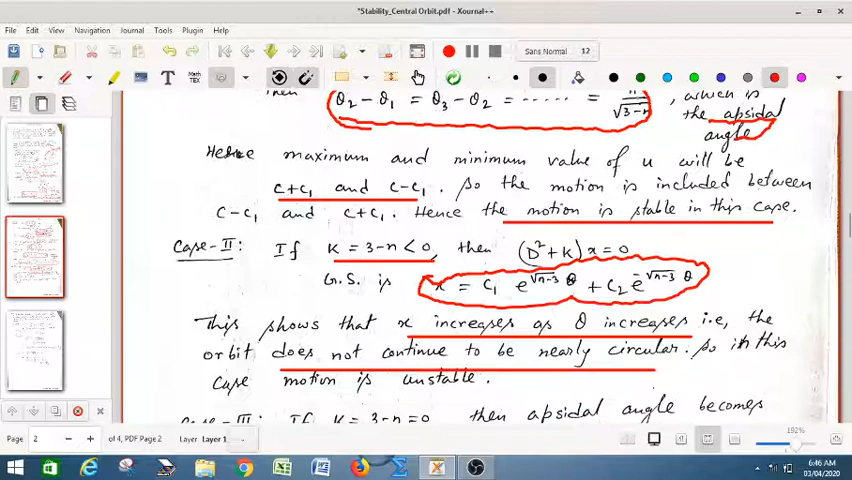 *Stability_Central Orbit.pdf - Xournal++
File Edit View Navigation Journal Tools Plugin Help
Sans Normal 12
then θ₂-θ₁ = θ₃-θ₂ = ...... = π/√3-n , which is
the apsidal
angle
Hence maximum and minimum value of u will be
c+c₁ and c-c₁. So the motion is included between
c-c₁ and c+c₁. Hence the motion is stable in this case.
Case-II: If K = 3-n<0, then (D²+K)x=0
G.S. is x = C₁ e^√n-3 θ + C₂ e^-√n-3 θ
This shows that x increases as θ increases i.e, the
orbit does not continue to be nearly circular. So in this
case motion is unstable.
Case-III: If K = 3-n=0 then apsidal angle becomes
Page 2 of 4, PDF Page 2 Layer Layer 1 192%
6:46 AM
03/04/2020